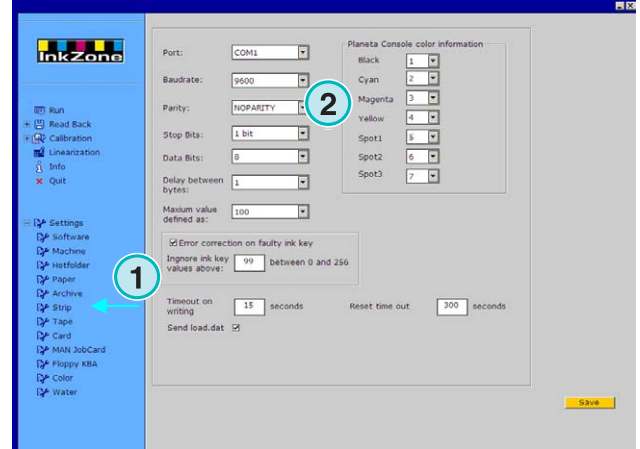 InkZone
Run
Read Back
Calibration
Linearization
Info
Quit
Settings
Software
Machine
Hotfolder
Paper
Archive
Strip
Tape
Card
MAN JobCard
Floppy KBA
Color
Water
1
Port: COM1
Baudrate: 9600
Parity: NOPARITY
Stop Bits: 1 bit
Data Bits: 8
Delay between bytes: 1
Maxium value defined as: 100
2
Planeta Console color information
Black 1
Cyan 2
Magenta 3
Yellow 4
Spot1 5
Spot2 6
Spot3 7
Error correction on faulty ink key
Ingnore ink key values above: 99 between 0 and 256
Timeout on writing 15 seconds
Reset time out 300 seconds
Send load.dat
Save